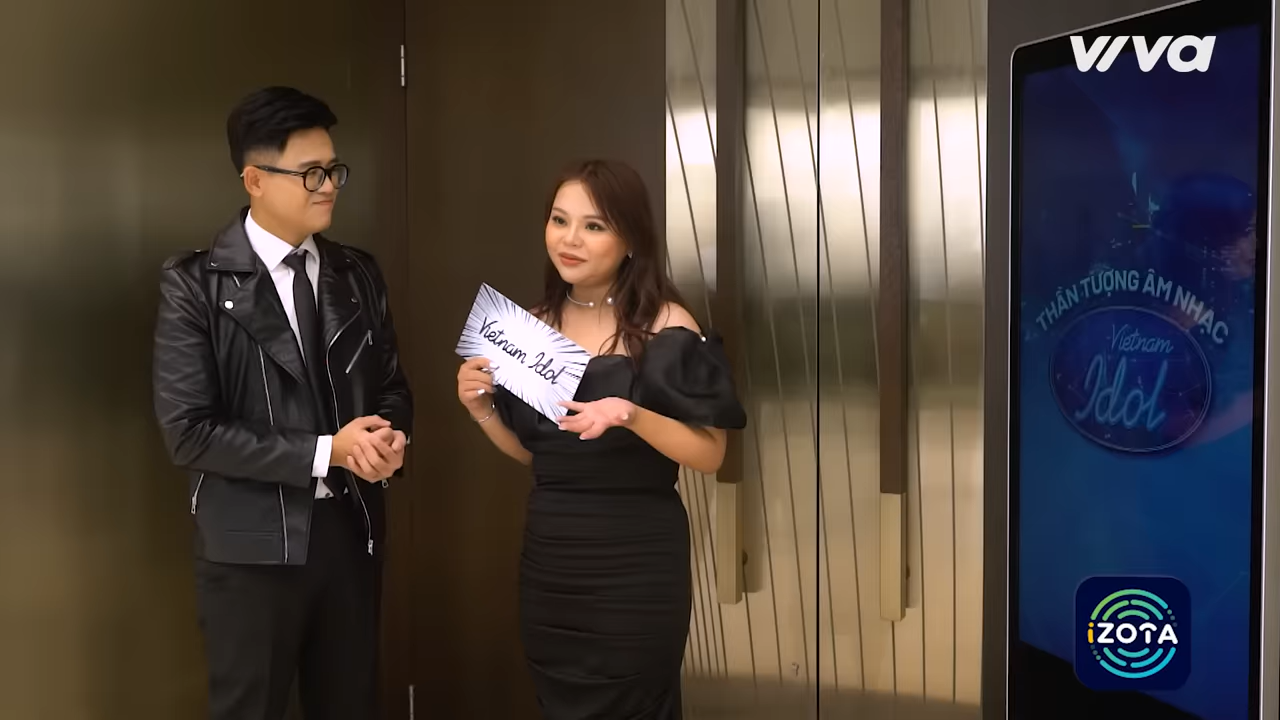 VIVA
Vietnam Idol
THẦN TƯỢNG ÂM NHẠC
Vietnam
Idol
iZOTA